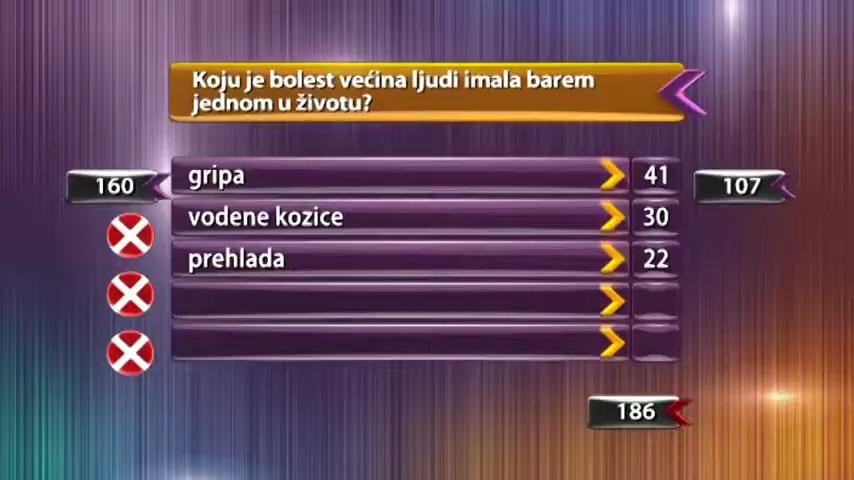 Koju je bolest većina ljudi imala barem
jednom u životu?
160
gripa 41
107
vodene kozice 30
prehlada 22
186